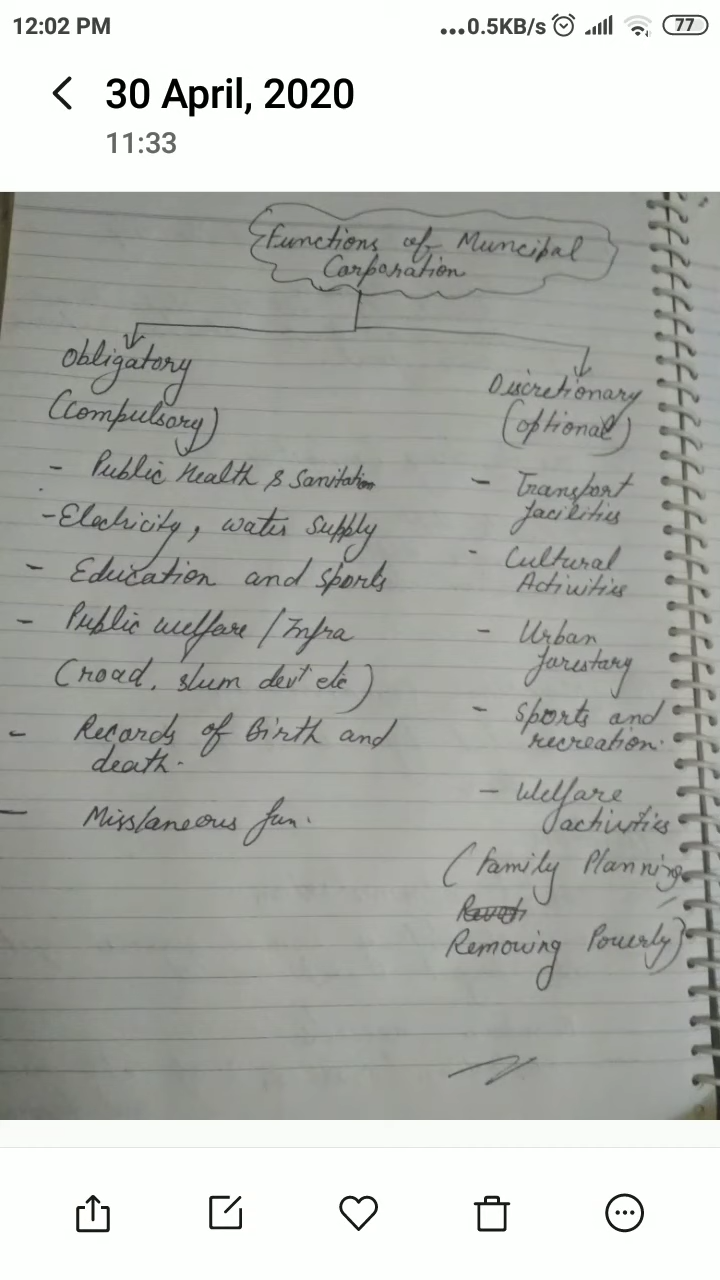 12:02 PM
...0.5KB/s
77
30 April, 2020
11:33
Functions of Muncipal
Corporation
Obligatory
(compulsory)
- Public Health & Sanitation
- Electricity, water supply
- Education and Sports
- Public welfare / Infra
(road, slum devt etc)
- Records of Birth and
death.
- Misslaneous fun.
Discretionary
(optional)
- Transport
facilities
- Cultural
Activities
- Urban
forestary
- Sports and
recreation.
- Welfare
activities
(Family Planning
Removing Poverty)